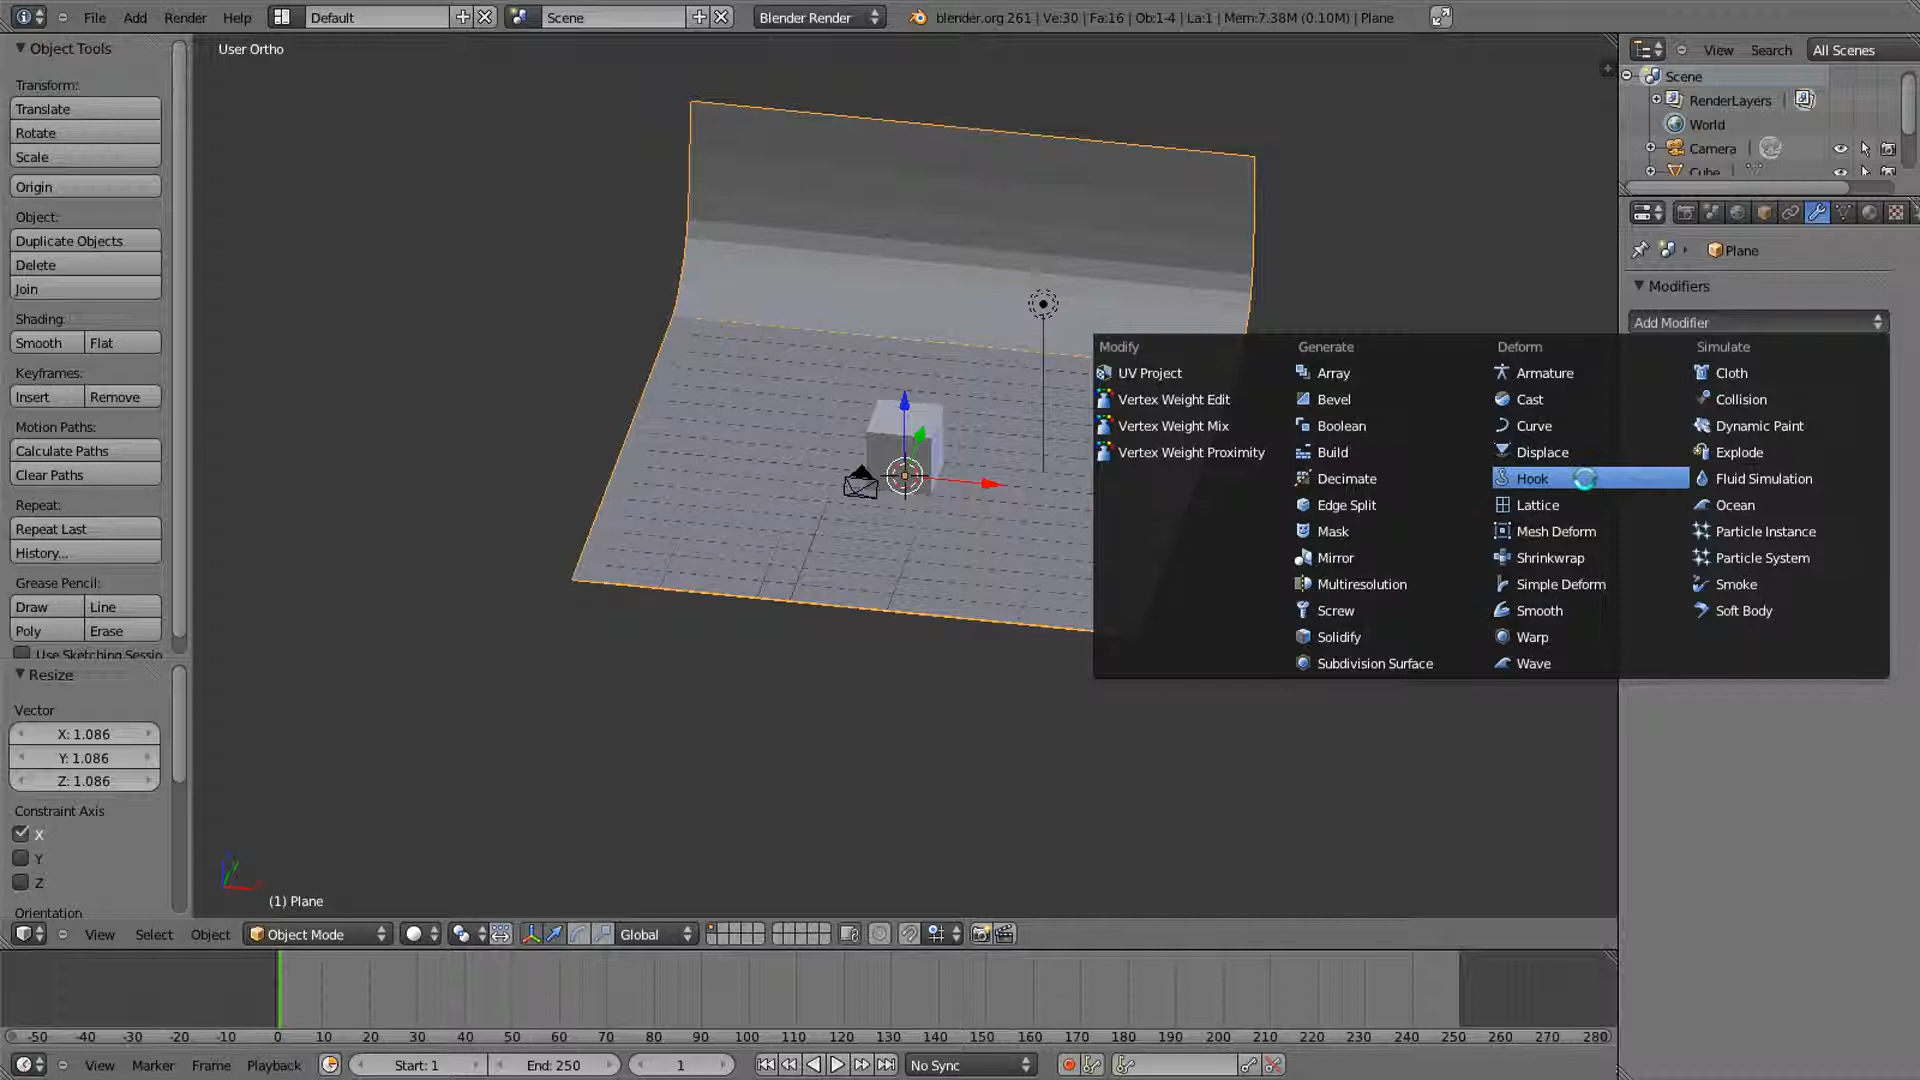 File Add Render Help Default Scene Blender Render blender.org 261 | Ve:30 | Fa:16 | Ob:1-4 | La:1 | Mem:7.38M (0.10M) | Plane
Object Tools
Transform:
Translate
Rotate
Scale
Origin
Object:
Duplicate Objects
Delete
Join
Shading:
Smooth Flat
Keyframes:
Insert Remove
Motion Paths:
Calculate Paths
Clear Paths
Repeat:
Repeat Last
History...
Grease Pencil:
Draw Line
Poly Erase
Use Sketching Sessio
Resize
Vector
X: 1.086
Y: 1.086
Z: 1.086
Constraint Axis
X
Y
Z
Orientation
User Ortho
(1) Plane
View Search All Scenes
Scene
RenderLayers
World
Camera
Cube
Plane
Modifiers
Add Modifier
Modify
UV Project
Vertex Weight Edit
Vertex Weight Mix
Vertex Weight Proximity
Generate
Array
Bevel
Boolean
Build
Decimate
Edge Split
Mask
Mirror
Multiresolution
Screw
Solidify
Subdivision Surface
Deform
Armature
Cast
Curve
Displace
Hook
Lattice
Mesh Deform
Shrinkwrap
Simple Deform
Smooth
Warp
Wave
Simulate
Cloth
Collision
Dynamic Paint
Explode
Fluid Simulation
Ocean
Particle Instance
Particle System
Smoke
Soft Body
View Select Object Object Mode Global
-50 -40 -30 -20 -10 0 10 20 30 40 50 60 70 80 90 100 110 120 130 140 150 160 170 180 190 200 210 220 230 240 250 260 270 280
View Marker Frame Playback Start: 1 End: 250 1 No Sync